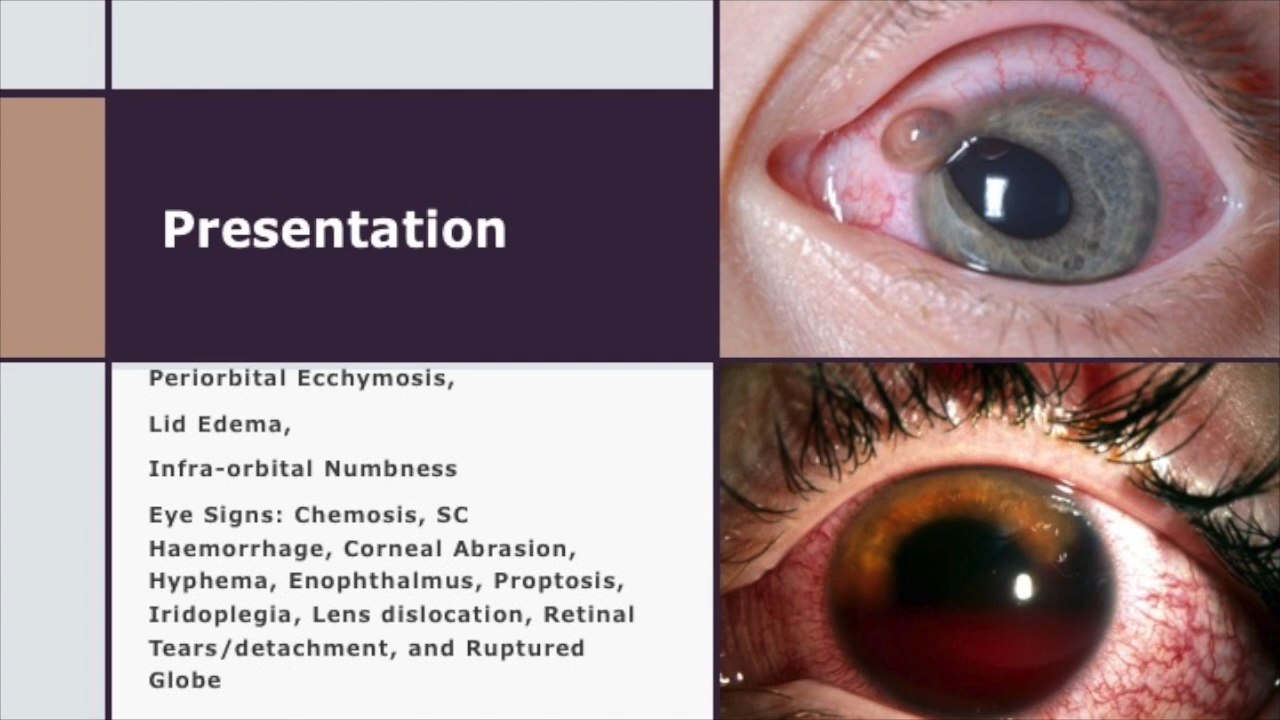 Presentation
Periorbital Ecchymosis,
Lid Edema,
Infra-orbital Numbness
Eye Signs: Chemosis, SC
Haemorrhage, Corneal Abrasion,
Hyphema, Enophthalmus, Proptosis,
Iridoplegia, Lens dislocation, Retinal
Tears/detachment, and Ruptured
Globe